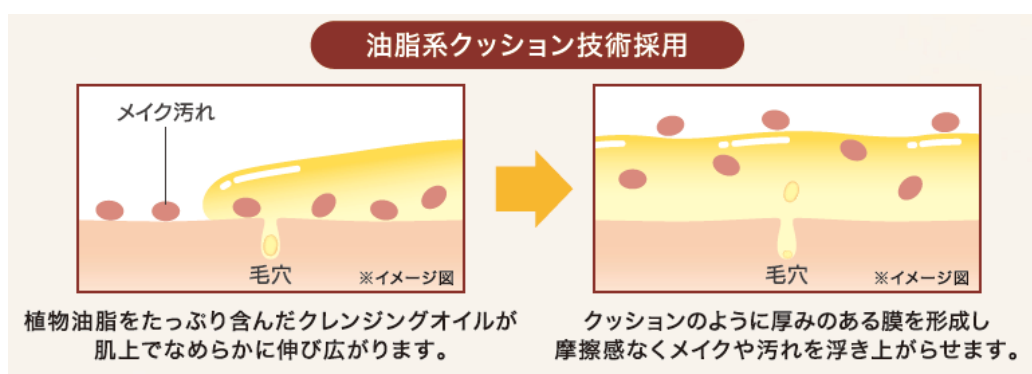 油脂系クッション技術採用
メイク汚れ
毛穴
※イメージ図
植物油脂をたっぷり含んだクレンジングオイルが
肌上でなめらかに伸び広がります。
毛穴
※イメージ図
クッションのように厚みのある膜を形成し
摩擦感なくメイクや汚れを浮き上がらせます。